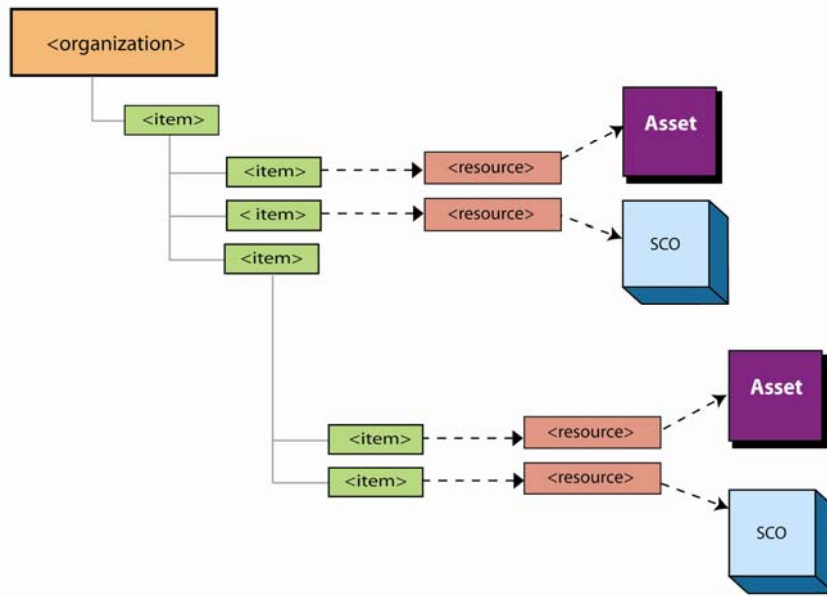 <organization>
<item>
<item>
<resource>
Asset
< item>
<resource>
SCO
<item>
<item>
<resource>
Asset
<item>
<resource>
SCO